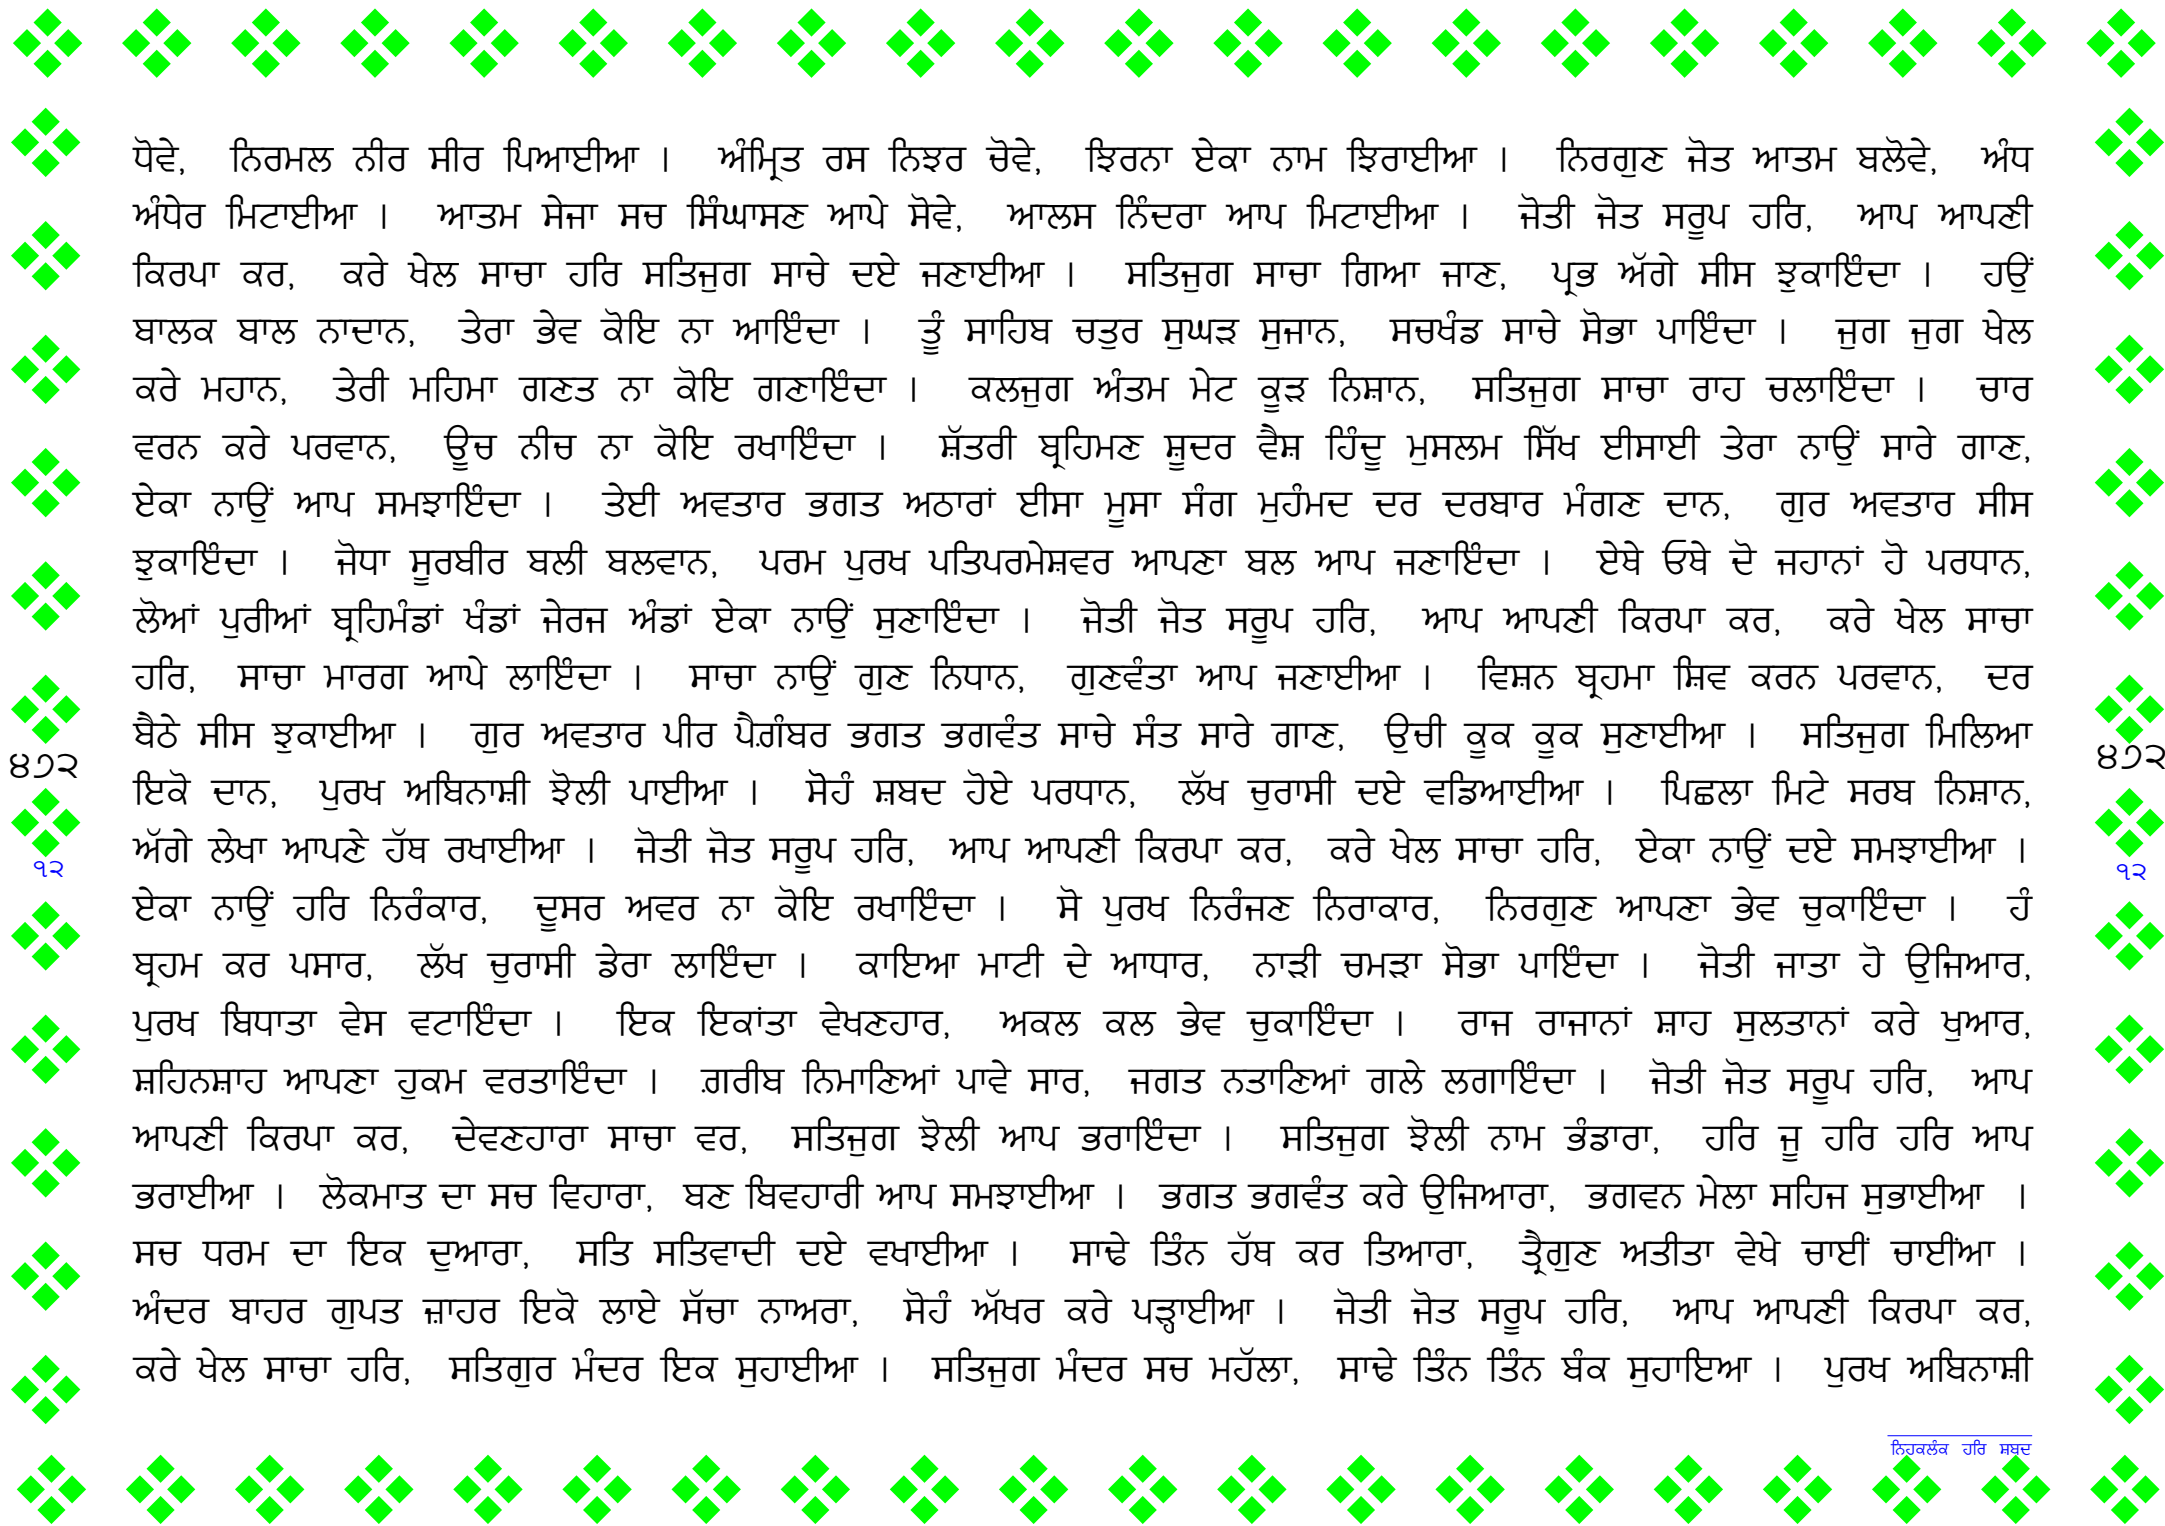 ਧੋਵੇ, ਨਿਰਮਲ ਨੀਰ ਸੀਰ ਪਿਆਈਆ । ਅੰਮ੍ਰਿਤ ਰਸ ਨਿਝਰ ਚੋਵੇ, ਝਿਰਨਾ ਏਕਾ ਨਾਮ ਝਿਰਾਈਆ । ਨਿਰਗੁਣ ਜੋਤ ਆਤਮ ਬਲੋਵੇ, ਅੰਧ
ਅੰਧੇਰ ਮਿਟਾਈਆ । ਆਤਮ ਸੇਜਾ ਸਚ ਸਿੰਘਾਸਣ ਆਪੇ ਸੋਵੇ, ਆਲਸ ਨਿੰਦਰਾ ਆਪ ਮਿਟਾਈਆ । ਜੋਤੀ ਜੋਤ ਸਰੂਪ ਹਰਿ, ਆਪ ਆਪਣੀ
ਕਿਰਪਾ ਕਰ, ਕਰੇ ਖੇਲ ਸਾਚਾ ਹਰਿ ਸਤਿਜੁਗ ਸਾਚੇ ਦਏ ਜਣਾਈਆ । ਸਤਿਜੁਗ ਸਾਚਾ ਗਿਆ ਜਾਣ, ਪ੍ਰਭ ਅੱਗੇ ਸੀਸ ਝੁਕਾਇੰਦਾ । ਹਉਂ
ਬਾਲਕ ਬਾਲ ਨਾਦਾਨ, ਤੇਰਾ ਭੇਵ ਕੋਇ ਨਾ ਆਇੰਦਾ । ਤੂੰ ਸਾਹਿਬ ਚਤੁਰ ਸੁਘੜ ਸੁਜਾਨ, ਸਚਖੰਡ ਸਾਚੇ ਸੋਭਾ ਪਾਇੰਦਾ । ਜੁਗ ਜੁਗ ਖੇਲ
ਕਰੇ ਮਹਾਨ, ਤੇਰੀ ਮਹਿਮਾ ਗਣਤ ਨਾ ਕੋਇ ਗਣਾਇੰਦਾ । ਕਲਜੁਗ ਅੰਤਮ ਮੇਟ ਕੂੜ ਨਿਸ਼ਾਨ, ਸਤਿਜੁਗ ਸਾਚਾ ਰਾਹ ਚਲਾਇੰਦਾ । ਚਾਰ
ਵਰਨ ਕਰੇ ਪਰਵਾਨ, ਊਚ ਨੀਚ ਨਾ ਕੋਇ ਰਖਾਇੰਦਾ । ਸ਼ੱਤਰੀ ਬ੍ਰਹਿਮਣ ਸ਼ੂਦਰ ਵੈਸ਼ ਹਿੰਦੂ ਮੁਸਲਮ ਸਿੱਖ ਈਸਾਈ ਤੇਰਾ ਨਾਉਂ ਸਾਰੇ ਗਾਣ,
ਏਕਾ ਨਾਉਂ ਆਪ ਸਮਝਾਇੰਦਾ । ਤੇਈ ਅਵਤਾਰ ਭਗਤ ਅਠਾਰਾਂ ਈਸਾ ਮੂਸਾ ਸੰਗ ਮੁਹੰਮਦ ਦਰ ਦਰਬਾਰ ਮੰਗਣ ਦਾਨ, ਗੁਰ ਅਵਤਾਰ ਸੀਸ
ਝੁਕਾਇੰਦਾ । ਜੋਧਾ ਸੂਰਬੀਰ ਬਲੀ ਬਲਵਾਨ, ਪਰਮ ਪੁਰਖ ਪਤਿਪਰਮੇਸ਼ਵਰ ਆਪਣਾ ਬਲ ਆਪ ਜਣਾਇੰਦਾ । ਏਥੇ ਓਥੇ ਦੋ ਜਹਾਨਾਂ ਹੋ ਪਰਧਾਨ,
ਲੋਆਂ ਪੁਰੀਆਂ ਬ੍ਰਹਿਮੰਡਾਂ ਖੰਡਾਂ ਜੇਰਜ ਅੰਡਾਂ ਏਕਾ ਨਾਉਂ ਸੁਣਾਇੰਦਾ । ਜੋਤੀ ਜੋਤ ਸਰੂਪ ਹਰਿ, ਆਪ ਆਪਣੀ ਕਿਰਪਾ ਕਰ, ਕਰੇ ਖੇਲ ਸਾਚਾ
ਹਰਿ, ਸਾਚਾ ਮਾਰਗ ਆਪੇ ਲਾਇੰਦਾ । ਸਾਚਾ ਨਾਉਂ ਗੁਣ ਨਿਧਾਨ, ਗੁਣਵੰਤਾ ਆਪ ਜਣਾਈਆ । ਵਿਸ਼ਨ ਬ੍ਰਹਮਾ ਸ਼ਿਵ ਕਰਨ ਪਰਵਾਨ, ਦਰ
ਬੈਠੇ ਸੀਸ ਝੁਕਾਈਆ । ਗੁਰ ਅਵਤਾਰ ਪੀਰ ਪੈਗ਼ੰਬਰ ਭਗਤ ਭਗਵੰਤ ਸਾਚੇ ਸੰਤ ਸਾਰੇ ਗਾਣ, ਉਚੀ ਕੂਕ ਕੂਕ ਸੁਣਾਈਆ । ਸਤਿਜੁਗ ਮਿਲਿਆ
੪੭੨ ੪੭੨
ਇਕੋ ਦਾਨ, ਪੁਰਖ ਅਬਿਨਾਸ਼ੀ ਝੋਲੀ ਪਾਈਆ । ਸੋਹੰ ਸ਼ਬਦ ਹੋਏ ਪਰਧਾਨ, ਲੱਖ ਚੁਰਾਸੀ ਦਏ ਵਡਿਆਈਆ । ਪਿਛਲਾ ਮਿਟੇ ਸਰਬ ਨਿਸ਼ਾਨ,
ਅੱਗੇ ਲੇਖਾ ਆਪਣੇ ਹੱਥ ਰਖਾਈਆ । ਜੋਤੀ ਜੋਤ ਸਰੂਪ ਹਰਿ, ਆਪ ਆਪਣੀ ਕਿਰਪਾ ਕਰ, ਕਰੇ ਖੇਲ ਸਾਚਾ ਹਰਿ, ਏਕਾ ਨਾਉਂ ਦਏ ਸਮਝਾਈਆ ।
੧੨ ੧੨
ਏਕਾ ਨਾਉਂ ਹਰਿ ਨਿਰੰਕਾਰ, ਦੂਸਰ ਅਵਰ ਨਾ ਕੋਇ ਰਖਾਇੰਦਾ । ਸੋ ਪੁਰਖ ਨਿਰੰਜਣ ਨਿਰਾਕਾਰ, ਨਿਰਗੁਣ ਆਪਣਾ ਭੇਵ ਚੁਕਾਇੰਦਾ । ਹੰ
ਬ੍ਰਹਮ ਕਰ ਪਸਾਰ, ਲੱਖ ਚੁਰਾਸੀ ਡੇਰਾ ਲਾਇੰਦਾ । ਕਾਇਆ ਮਾਟੀ ਦੇ ਆਧਾਰ, ਨਾੜੀ ਚਮੜਾ ਸੋਭਾ ਪਾਇੰਦਾ । ਜੋਤੀ ਜਾਤਾ ਹੋ ਉਜਿਆਰ,
ਪੁਰਖ ਬਿਧਾਤਾ ਵੇਸ ਵਟਾਇੰਦਾ । ਇਕ ਇਕਾਂਤਾ ਵੇਖਣਹਾਰ, ਅਕਲ ਕਲ ਭੇਵ ਚੁਕਾਇੰਦਾ । ਰਾਜ ਰਾਜਾਨਾਂ ਸ਼ਾਹ ਸੁਲਤਾਨਾਂ ਕਰੇ ਖੁਆਰ,
ਸ਼ਹਿਨਸ਼ਾਹ ਆਪਣਾ ਹੁਕਮ ਵਰਤਾਇੰਦਾ । ਗ਼ਰੀਬ ਨਿਮਾਣਿਆਂ ਪਾਵੇ ਸਾਰ, ਜਗਤ ਨਤਾਣਿਆਂ ਗਲੇ ਲਗਾਇੰਦਾ । ਜੋਤੀ ਜੋਤ ਸਰੂਪ ਹਰਿ, ਆਪ
ਆਪਣੀ ਕਿਰਪਾ ਕਰ, ਦੇਵਣਹਾਰਾ ਸਾਚਾ ਵਰ, ਸਤਿਜੁਗ ਝੋਲੀ ਆਪ ਭਰਾਇੰਦਾ । ਸਤਿਜੁਗ ਝੋਲੀ ਨਾਮ ਭੰਡਾਰਾ, ਹਰਿ ਜੂ ਹਰਿ ਹਰਿ ਆਪ
ਭਰਾਈਆ । ਲੋਕਮਾਤ ਦਾ ਸਚ ਵਿਹਾਰਾ, ਬਣ ਬਿਵਹਾਰੀ ਆਪ ਸਮਝਾਈਆ । ਭਗਤ ਭਗਵੰਤ ਕਰੇ ਉਜਿਆਰਾ, ਭਗਵਨ ਮੇਲਾ ਸਹਿਜ ਸੁਭਾਈਆ ।
ਸਚ ਧਰਮ ਦਾ ਇਕ ਦੁਆਰਾ, ਸਤਿ ਸਤਿਵਾਦੀ ਦਏ ਵਖਾਈਆ । ਸਾਢੇ ਤਿੰਨ ਹੱਥ ਕਰ ਤਿਆਰਾ, ਤ੍ਰੈਗੁਣ ਅਤੀਤਾ ਵੇਖੇ ਚਾਈਂ ਚਾਈਂਆ ।
ਅੰਦਰ ਬਾਹਰ ਗੁਪਤ ਜ਼ਾਹਰ ਇਕੋ ਲਾਏ ਸੱਚਾ ਨਾਅਰਾ, ਸੋਹੰ ਅੱਖਰ ਕਰੇ ਪੜ੍ਹਾਈਆ । ਜੋਤੀ ਜੋਤ ਸਰੂਪ ਹਰਿ, ਆਪ ਆਪਣੀ ਕਿਰਪਾ ਕਰ,
ਕਰੇ ਖੇਲ ਸਾਚਾ ਹਰਿ, ਸਤਿਗੁਰ ਮੰਦਰ ਇਕ ਸੁਹਾਈਆ । ਸਤਿਜੁਗ ਮੰਦਰ ਸਚ ਮਹੱਲਾ, ਸਾਢੇ ਤਿੰਨ ਤਿੰਨ ਬੰਕ ਸੁਹਾਇਆ । ਪੁਰਖ ਅਬਿਨਾਸ਼ੀ
ਨਿਹਕਲੰਕ ਹਰਿ ਸ਼ਬਦ